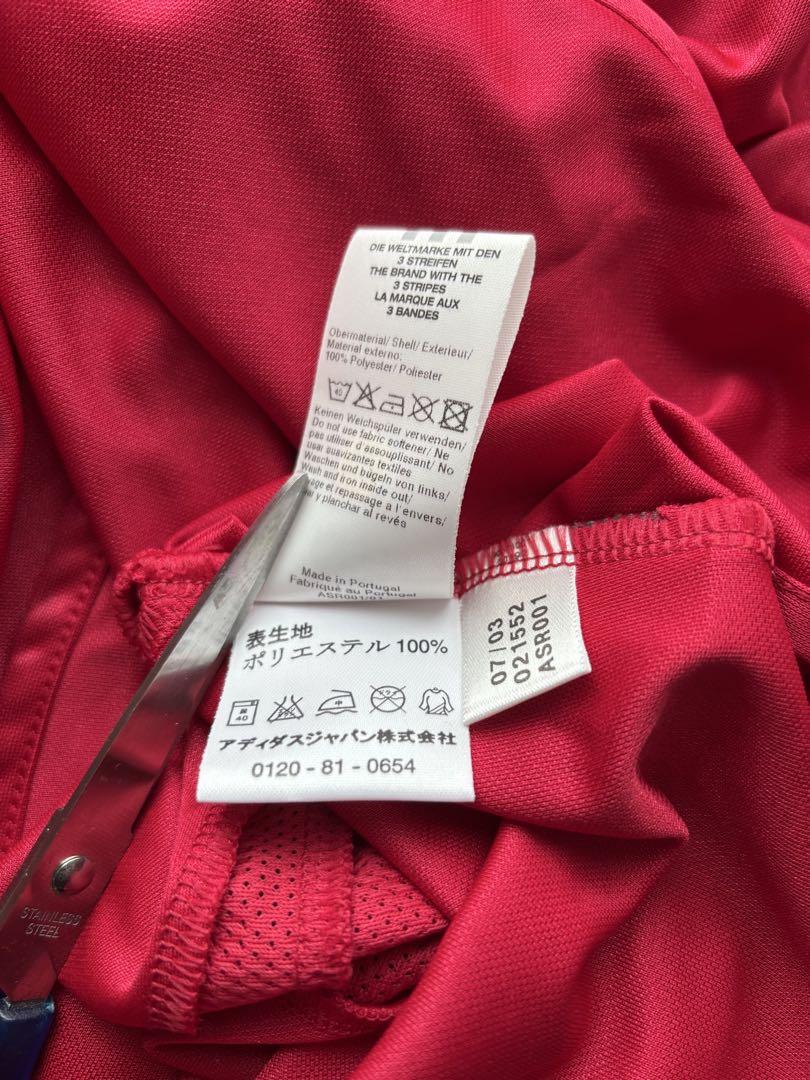 DIE WELTMARKE MIT DEN
3 STREIFEN
THE BRAND WITH THE
3 STRIPES
LA MARQUE AUX
3 BANDES
Obermaterial/ Shell/ Exterieur/
Material externo:
100% Polyester/ Poliester
40
Keinen Weichspüler verwenden/
Do not use fabric softener/ Ne
pas utiliser d'assouplissant/ No
usar suavizantes textiles
Waschen und bügeln von links/
Wash and iron inside out/
et repassage a l'envers/
y planchar al revés
Made in Portugal
Fabriqué au Portugal
表生地
ポリエステル 100%
40
中
アディダスジャパン株式会社
0120 - 81 - 0654
07/03
021552
ASR001
STAINLESS
STEEL